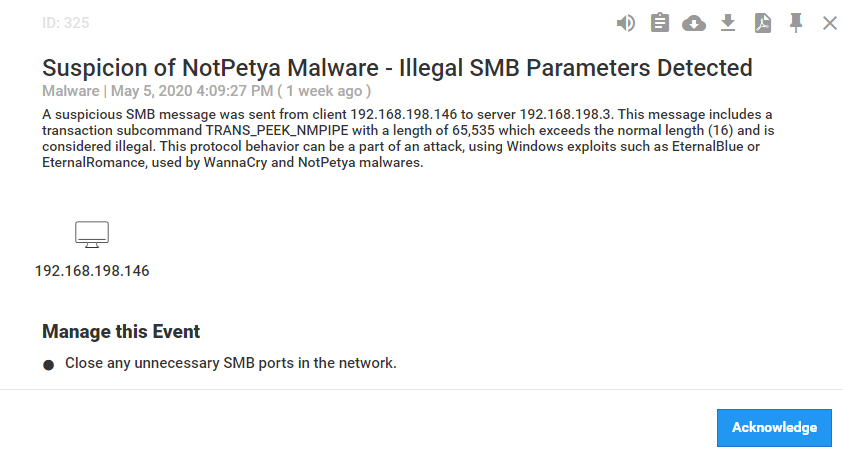 ID: 325
Suspicion of NotPetya Malware - Illegal SMB Parameters Detected
Malware | May 5, 2020 4:09:27 PM ( 1 week ago )
A suspicious SMB message was sent from client 192.168.198.146 to server 192.168.198.3. This message includes a
transaction subcommand TRANS_PEEK_NMPIPE with a length of 65,535 which exceeds the normal length (16) and is
considered illegal. This protocol behavior can be a part of an attack, using Windows exploits such as EternalBlue or
EternalRomance, used by WannaCry and NotPetya malwares.
192.168.198.146
Manage this Event
● Close any unnecessary SMB ports in the network.
Acknowledge